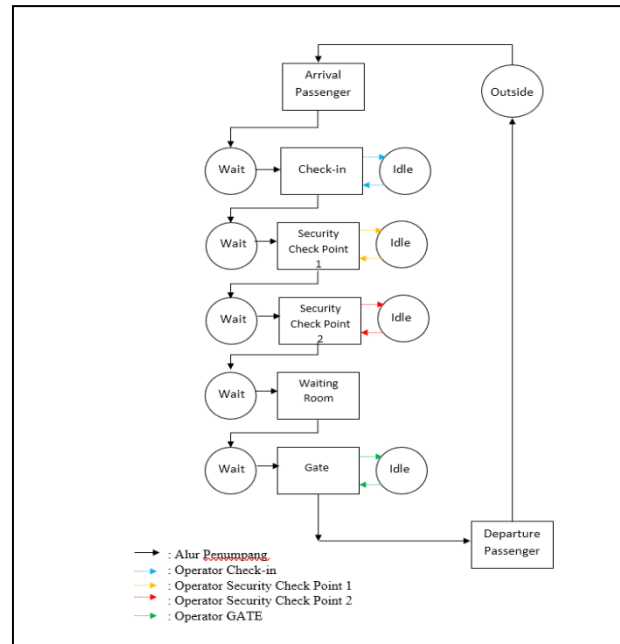 Arrival
Passenger
Outside
Wait
Check-in
Idle
Wait
Security
Check Point
1
Idle
Wait
Security
Check Point
2
Idle
Wait
Waiting
Room
Wait
Gate
Idle
Departure
Passenger
: Alur Penumpang
: Operator Check-in
: Operator Security Check Point 1
: Operator Security Check Point 2
: Operator GATE